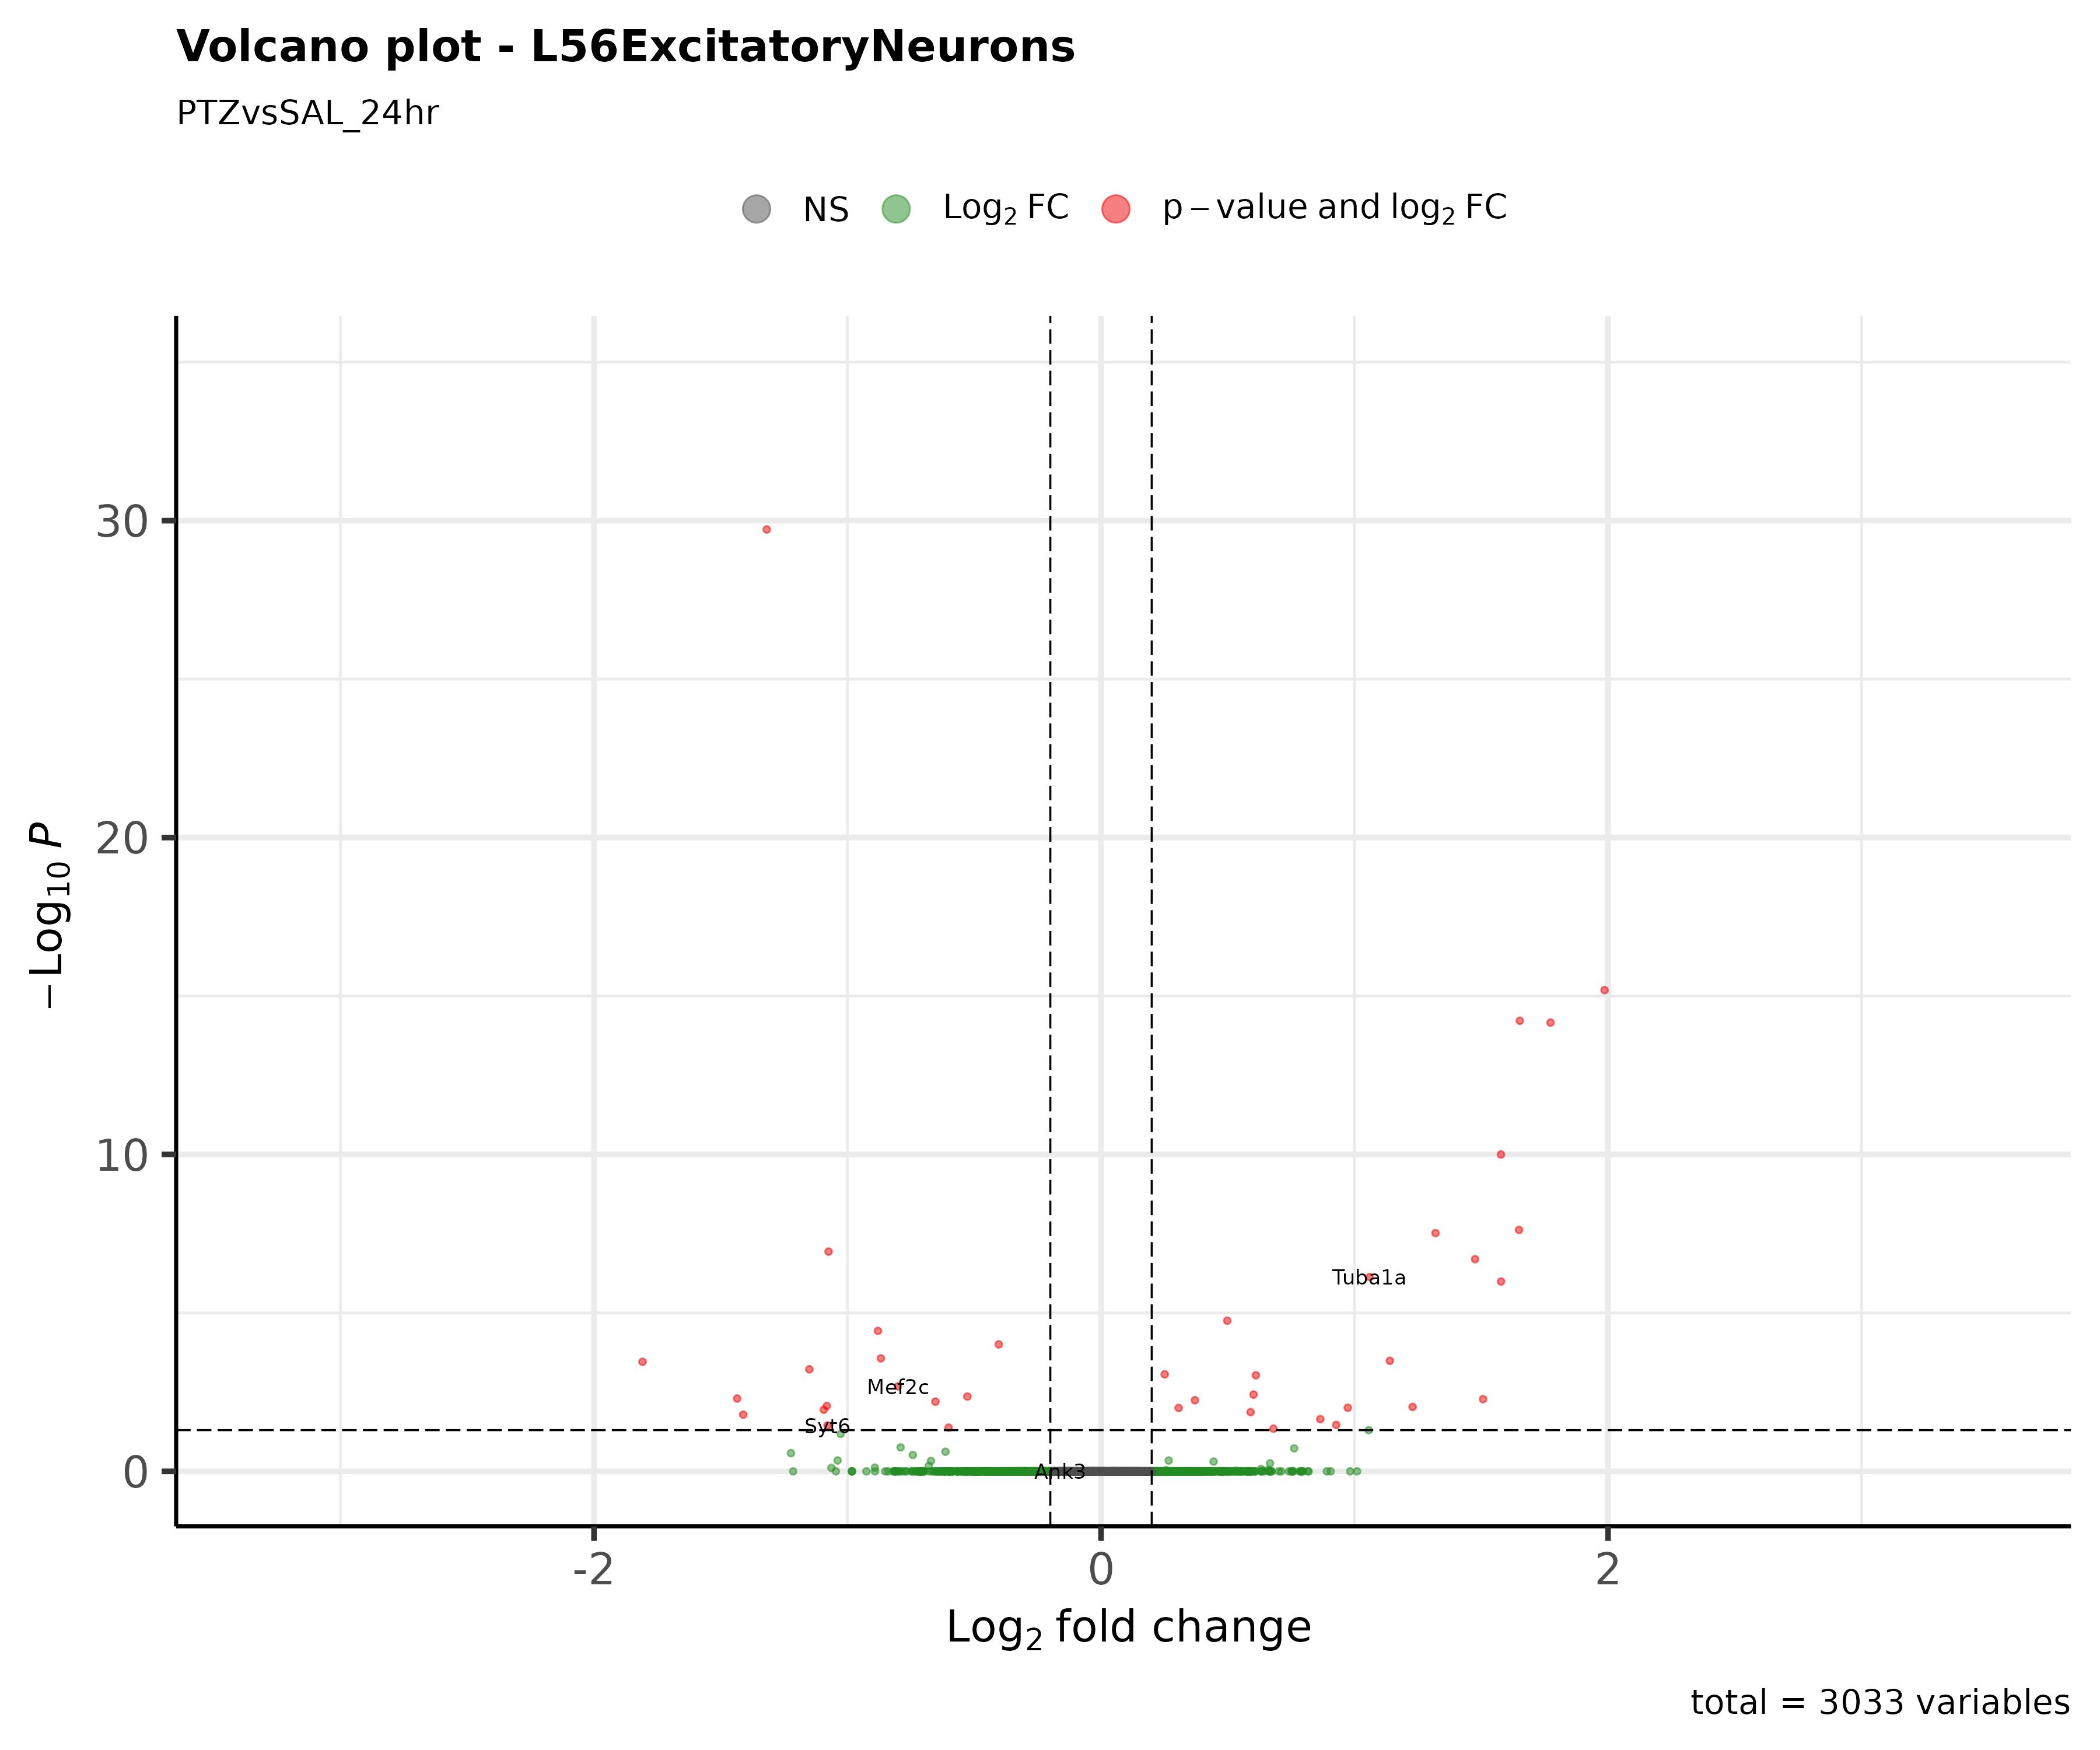 Volcano plot - L56ExcitatoryNeurons
PTZvsSAL_24hr
NS Log₂ FC p – value and log₂ FC
30
20
10
0
– Log₁₀ P
Tuba1a
Mef2c
Syt6
Ank3
-2 0 2
Log₂ fold change
total = 3033 variables